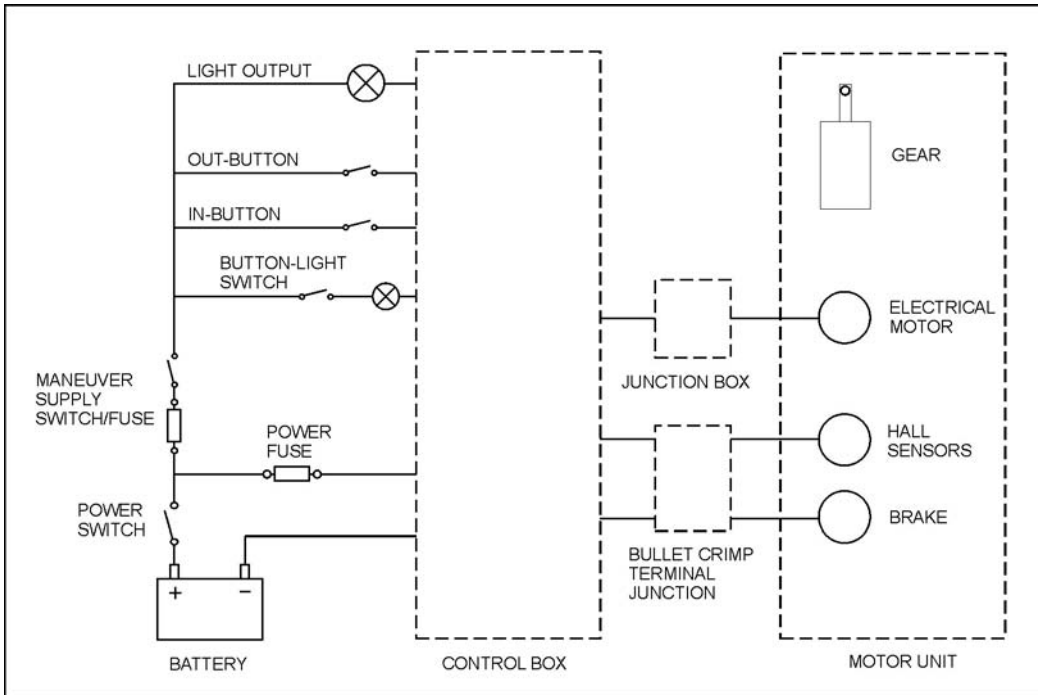 LIGHT OUTPUT
OUT-BUTTON
IN-BUTTON
BUTTON-LIGHT
SWITCH
MANEUVER
SUPPLY
SWITCH/FUSE
POWER
FUSE
POWER
SWITCH
+ −
BATTERY
CONTROL BOX
JUNCTION BOX
BULLET CRIMP
TERMINAL
JUNCTION
GEAR
ELECTRICAL
MOTOR
HALL
SENSORS
BRAKE
MOTOR UNIT